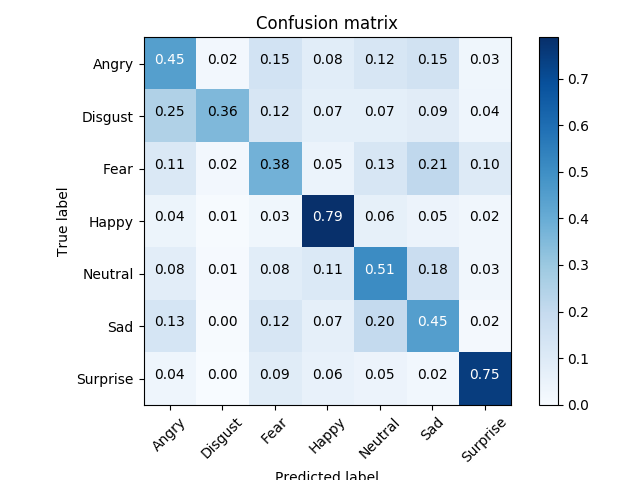 Confusion matrix
Angry 0.45 0.02 0.15 0.08 0.12 0.15 0.03
Disgust 0.25 0.36 0.12 0.07 0.07 0.09 0.04
Fear 0.11 0.02 0.38 0.05 0.13 0.21 0.10
Happy 0.04 0.01 0.03 0.79 0.06 0.05 0.02
Neutral 0.08 0.01 0.08 0.11 0.51 0.18 0.03
Sad 0.13 0.00 0.12 0.07 0.20 0.45 0.02
Surprise 0.04 0.00 0.09 0.06 0.05 0.02 0.75
Angry Disgust Fear Happy Neutral Sad Surprise
Predicted label
True label
0.7
0.6
0.5
0.4
0.3
0.2
0.1
0.0